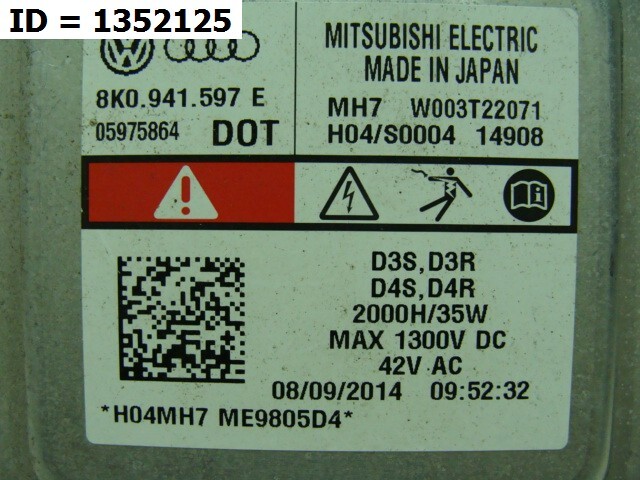 ID = 1352125
MITSUBISHI ELECTRIC
MADE IN JAPAN
8K0.941.597 E
05975864 DOT
MH7 W003T22071
H04/S0004 14908
D3S,D3R
D4S,D4R
2000H/35W
MAX 1300V DC
42V AC
08/09/2014 09:52:32
*H04MH7 ME9805D4*